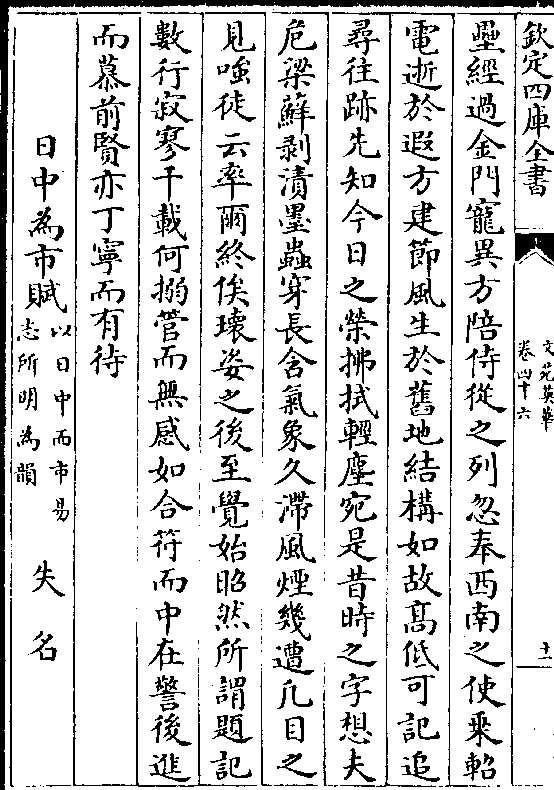 欽定四庫全書
文苑英華
卷四十六
十一
壘經過金門寵異方陪侍從之列忽奉西南之使乘軺
電逝於遐方建節風生於舊地結構如故髙低可記追
尋往跡先知今日之榮拂拭輕塵宛是昔時之字想夫
危梁蘚剥漬墨蟲穿長含氣象久滯風煙幾遭凡目之
見嗤徒云率爾終俟瓌姿之後至覺始昭然所謂題記
數行寂寥千載何搦管而無感如合符而中在警後進
而慕前賢亦丁寧而有待
日中為市賦
以日中而市易
志所明為韻
失名